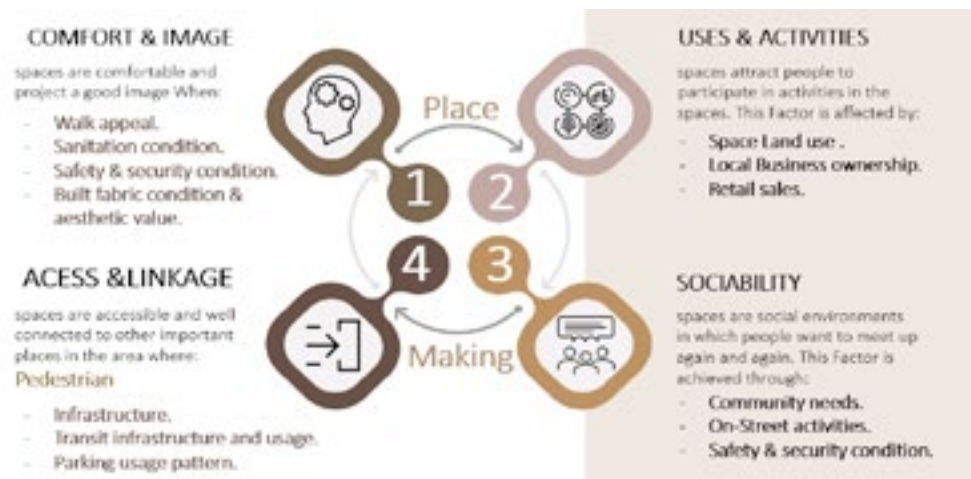 COMFORT & IMAGE
spaces are comfortable and
project a good image When:
- Walk appeal.
- Sanitation condition.
- Safety & security condition.
- Built fabric condition &
aesthetic value.
Place
1
2
USES & ACTIVITIES
spaces attract people to
participate in activities in the
spaces. This Factor is affected by:
- Space Land use .
- Local Business ownership.
- Retail sales.
ACESS &LINKAGE
spaces are accessible and well
connected to other important
places in the area where:
Pedestrian
- Infrastructure.
- Transit infrastructure and usage.
- Parking usage pattern.
4
3
Making
SOCIABILITY
spaces are social environments
in which people want to meet up
again and again. This Factor is
achieved through:
- Community needs.
- On-Street activities.
- Safety & security condition.